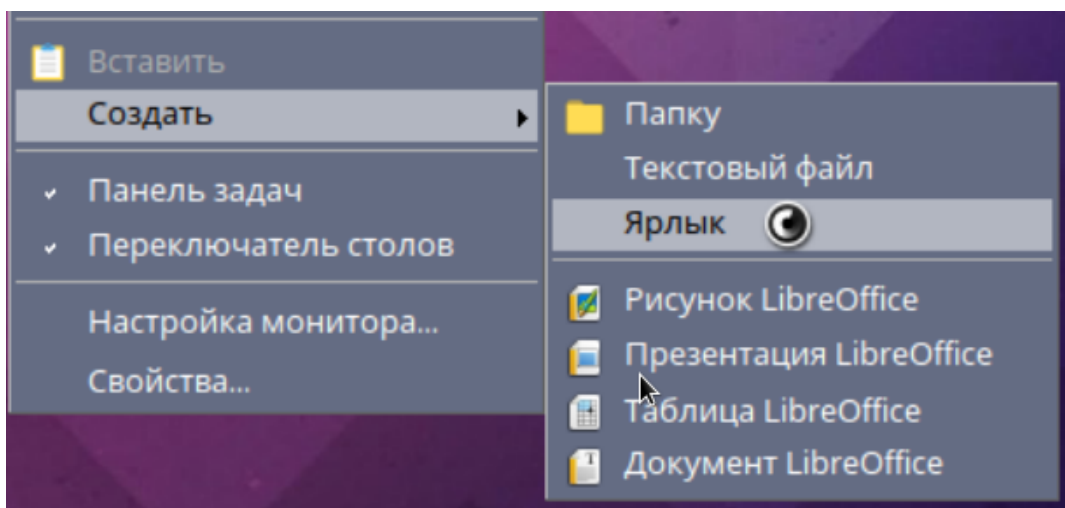 Вставить
Создать
Панель задач
Переключатель столов
Настройка монитора...
Свойства...
Папку
Текстовый файл
Ярлык
Рисунок LibreOffice
Презентация LibreOffice
Таблица LibreOffice
Документ LibreOffice